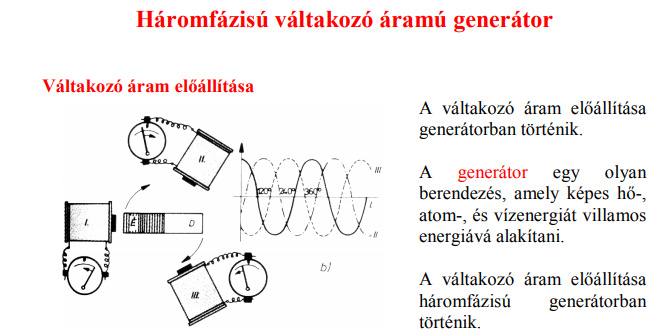 Háromfázisú váltakozó áramú generátor
Váltakozó áram előállítása
II.
I.
É
D
III.
120°
240°
360°
III
I
II
b)
A váltakozó áram előállítása
generátorban történik.
A generátor egy olyan
berendezés, amely képes hő-,
atom-, és vízenergiát villamos
energiává alakítani.
A váltakozó áram előállítása
háromfázisú generátorban
történik.